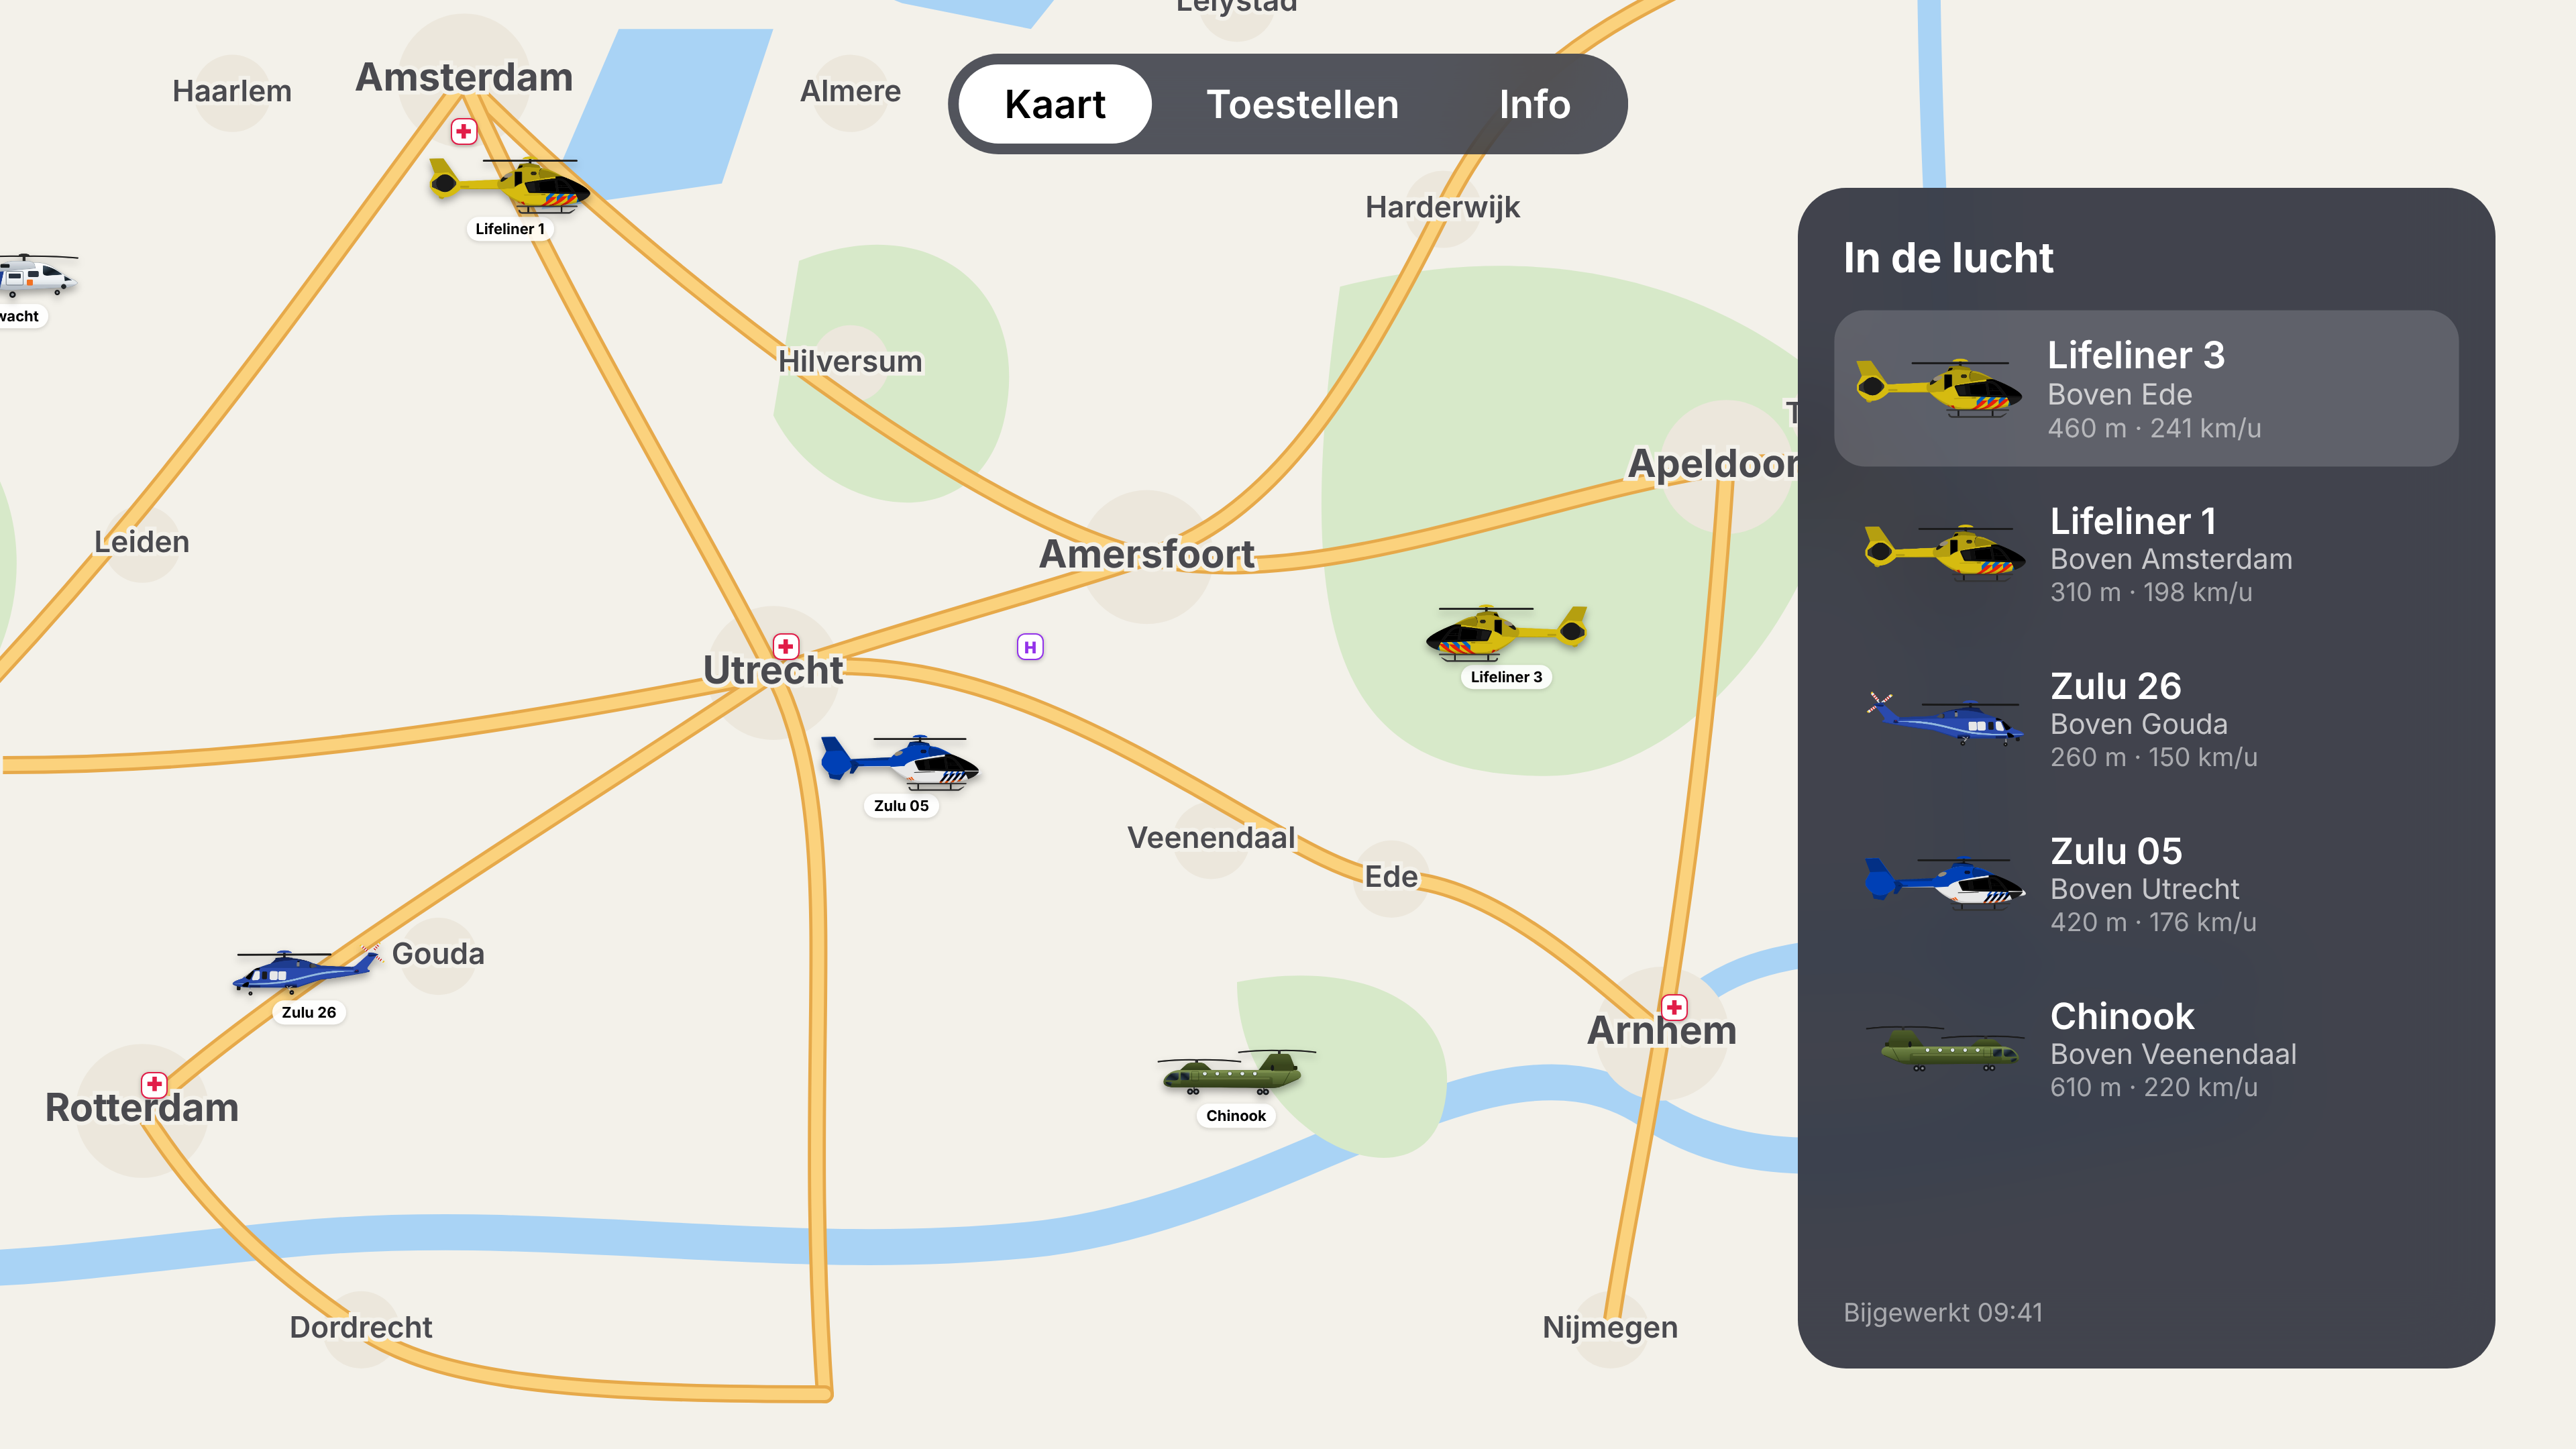 Lelystad
Haarlem
Amsterdam
Almere
Kaart
Toestellen
Info
Lifeliner 1
Harderwijk
wacht
Hilversum
Leiden
Amersfoort
Apeldoor
T
Utrecht
H
Lifeliner 3
Zulu 05
Veenendaal
Ede
Gouda
Zulu 26
Arnhem
Rotterdam
Chinook
Dordrecht
Nijmegen
In de lucht
Lifeliner 3
Boven Ede
460 m · 241 km/u
Lifeliner 1
Boven Amsterdam
310 m · 198 km/u
Zulu 26
Boven Gouda
260 m · 150 km/u
Zulu 05
Boven Utrecht
420 m · 176 km/u
Chinook
Boven Veenendaal
610 m · 220 km/u
Bijgewerkt 09:41